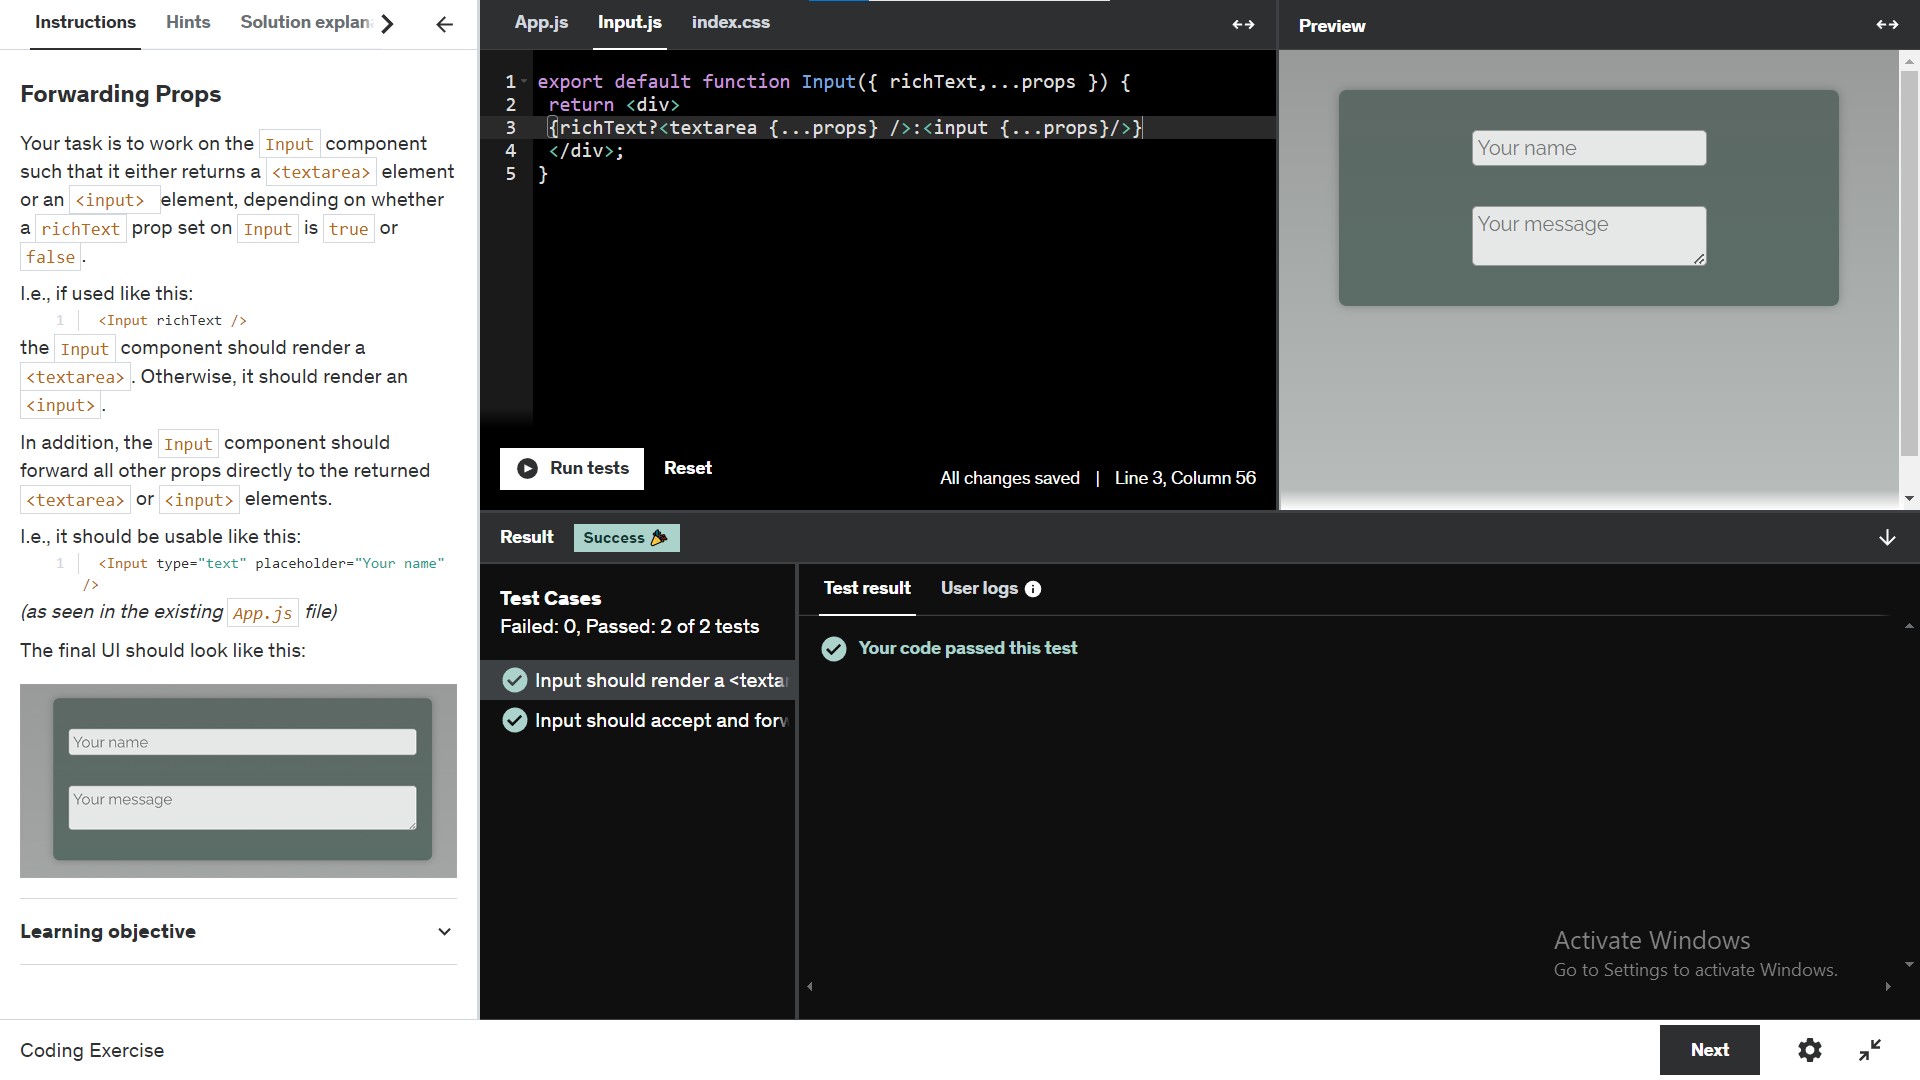 Instructions
Hints
Solution explan
Forwarding Props
Your task is to work on the Input component
such that it either returns a <textarea> element
or an <input> element, depending on whether
a richText prop set on Input is true or
false.
I.e., if used like this:
1 <Input richText />
the Input component should render a
<textarea>. Otherwise, it should render an
<input>.
In addition, the Input component should
forward all other props directly to the returned
<textarea> or <input> elements.
I.e., it should be usable like this:
1 <Input type="text" placeholder="Your name"
/>
(as seen in the existing App.js file)
The final UI should look like this:
Your name
Your message
Learning objective
App.js
Input.js
index.css
1 export default function Input({ richText,...props }) {
2 return <div>
3 {richText?<textarea {...props} />:<input {...props}/>}
4 </div>;
5 }
Run tests
Reset
All changes saved | Line 3, Column 56
Preview
Your name
Your message
Result
Success
Test Cases
Failed: 0, Passed: 2 of 2 tests
Input should render a <texta
Input should accept and forw
Test result
User logs
Your code passed this test
Activate Windows
Go to Settings to activate Windows.
Coding Exercise
Next